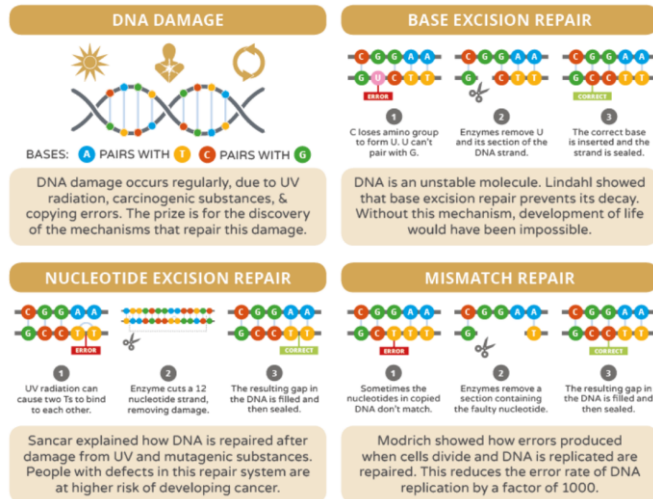 DNA DAMAGE
BASES: A PAIRS WITH T C PAIRS WITH G
DNA damage occurs regularly, due to UV
radiation, carcinogenic substances, &
copying errors. The prize is for the discovery
of the mechanisms that repair this damage.
BASE EXCISION REPAIR
C G G A A
G U C T T
ERROR
1
C loses amino group
to form U. U can't
pair with G.
C G G A A
G C T T
2
Enzymes remove U
and its section of the
DNA strand.
C G G A A
G C C T T
CORRECT
3
The correct base
is inserted and the
strand is sealed.
DNA is an unstable molecule. Lindahl showed
that base excision repair prevents its decay.
Without this mechanism, development of life
would have been impossible.
NUCLEOTIDE EXCISION REPAIR
C G G A A
G C C T T
ERROR
1
UV radiation can
cause two Ts to bind
to each other.
2
Enzyme cuts a 12
nucleotide strand,
removing damage.
C G G A A
G C C T T
CORRECT
3
The resulting gap in
the DNA is filled and
then sealed.
Sancar explained how DNA is repaired after
damage from UV and mutagenic substances.
People with defects in this repair system are
at higher risk of developing cancer.
MISMATCH REPAIR
C G G A A
G C T T T
ERROR
1
Sometimes the
nucleotides in copied
DNA don't match.
C G G A A
G T
2
Enzymes remove a
section containing
the faulty nucleotide.
C G G A A
G C C T T
CORRECT
3
The resulting gap in
the DNA is filled and
then sealed.
Modrich showed how errors produced
when cells divide and DNA is replicated are
repaired. This reduces the error rate of DNA
replication by a factor of 1000.